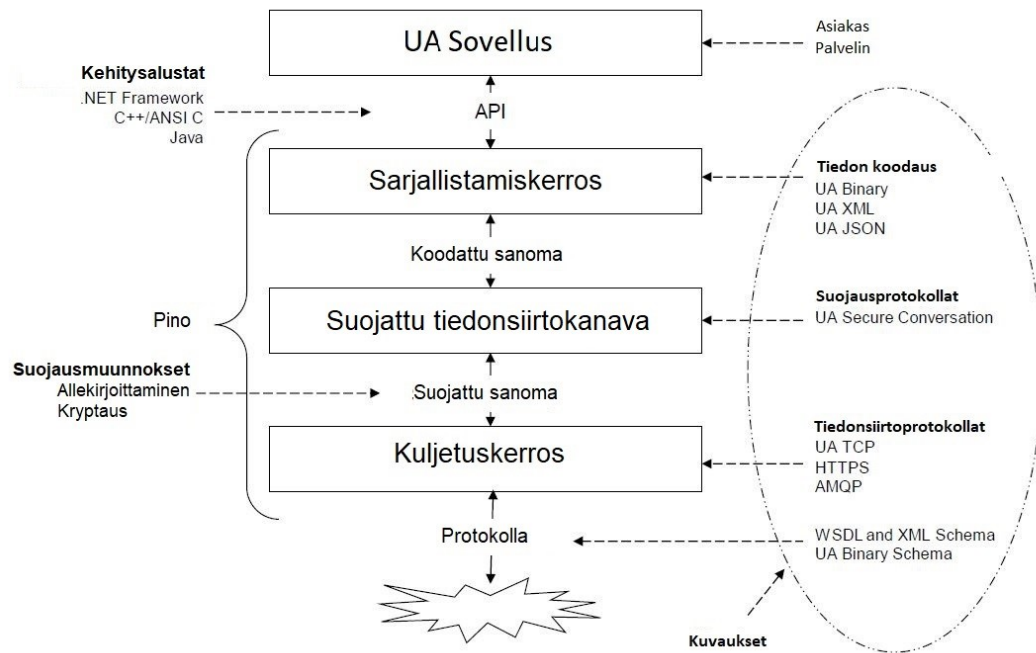 UA Sovellus
Asiakas
Palvelin
Kehitysalustat
.NET Framework
C++/ANSI C
Java
API
Sarjallistamiskerros
Tiedon koodaus
UA Binary
UA XML
UA JSON
Koodattu sanoma
Pino
Suojattu tiedonsiirtokanava
Suojausprotokollat
UA Secure Conversation
Suojausmuunnokset
Allekirjoittaminen
Kryptaus
Suojattu sanoma
Kuljetuskerros
Tiedonsiirtoprotokollat
UA TCP
HTTPS
AMQP
Protokolla
WSDL and XML Schema
UA Binary Schema
Kuvaukset